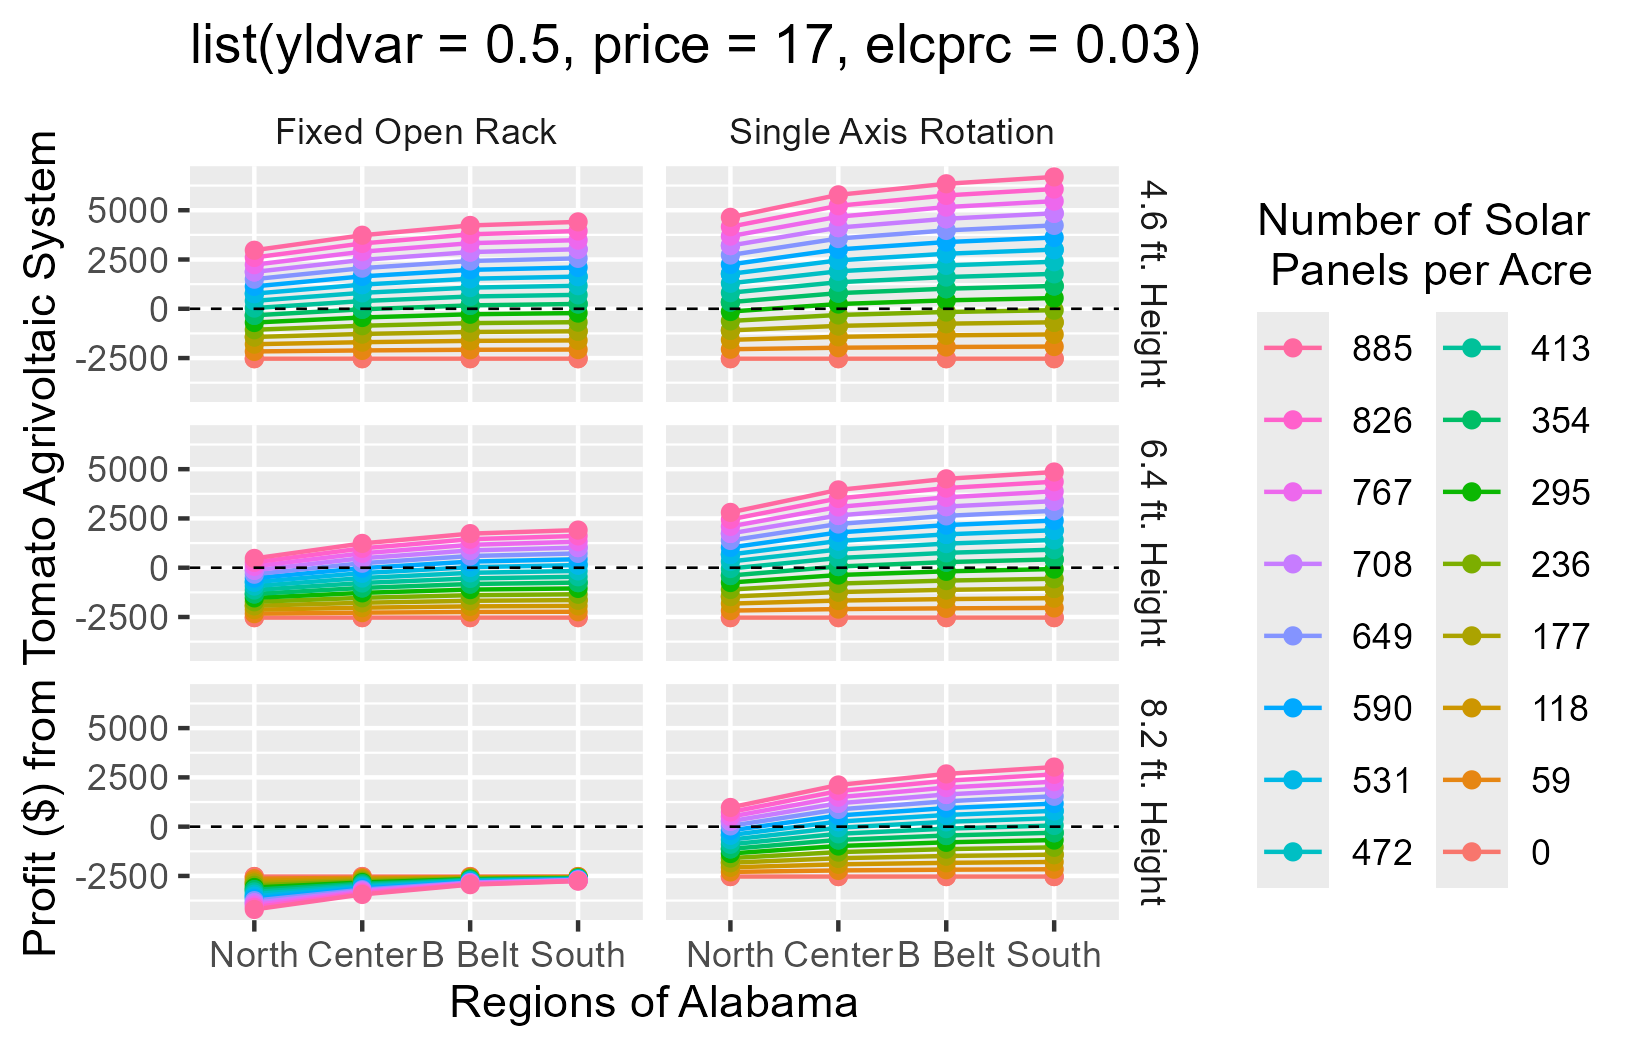 list(yldvar = 0.5, price = 17, elcprc = 0.03)
Fixed Open Rack
Single Axis Rotation
Profit ($) from Tomato Agrivoltaic System
5000
2500
0
-2500
4.6 ft. Height
5000
2500
0
-2500
6.4 ft. Height
5000
2500
0
-2500
8.2 ft. Height
North Center B Belt South
North Center B Belt South
Regions of Alabama
Number of Solar
Panels per Acre
885
826
767
708
649
590
531
472
413
354
295
236
177
118
59
0